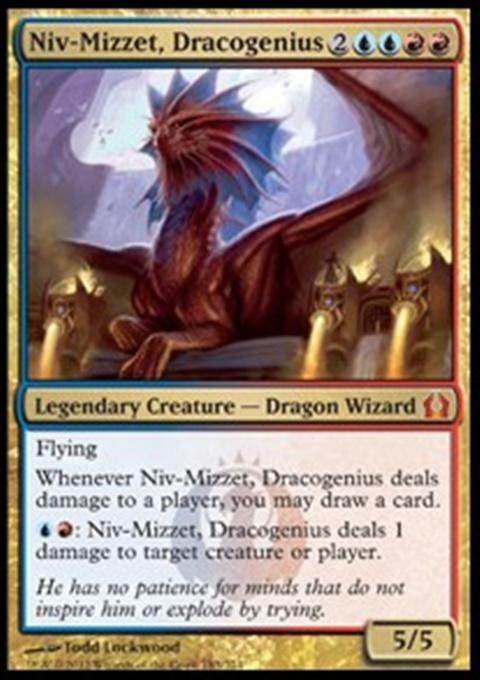 Niv-Mizzet, Dracogenius 2
Legendary Creature — Dragon Wizard
Flying
Whenever Niv-Mizzet, Dracogenius deals
damage to a player, you may draw a card.
: Niv-Mizzet, Dracogenius deals 1
damage to target creature or player.
He has no patience for minds that do not
inspire him or explode by trying.
Todd Lockwood
5/5